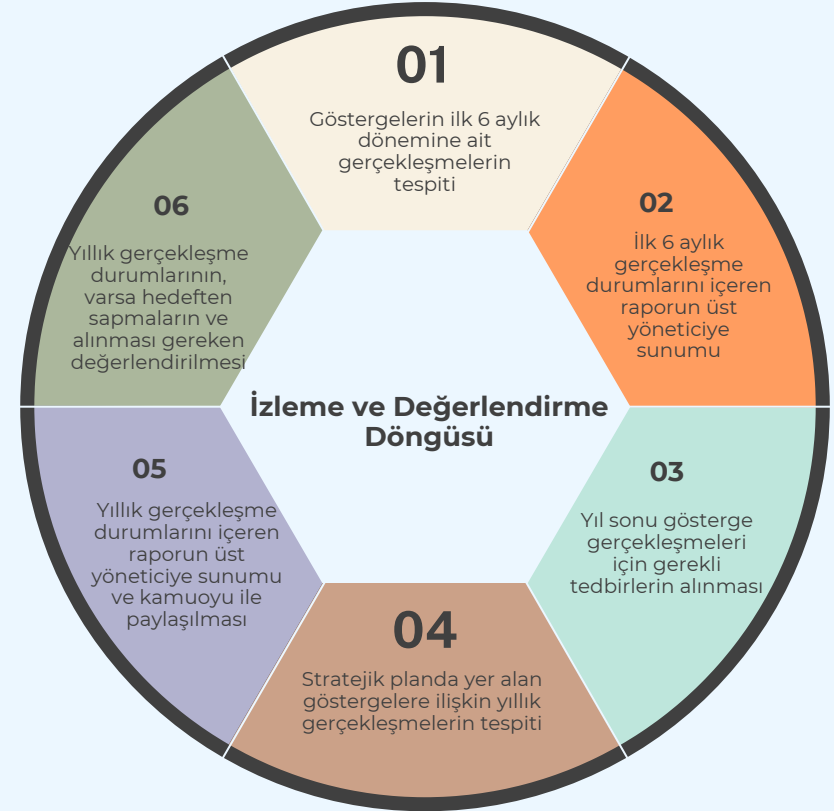 01
Göstergelerin ilk 6 aylık
dönemine ait
gerçekleşmelerin
tespiti
02
İlk 6 aylık
gerçekleşme
durumlarını içeren
raporun üst
yöneticiye
sunumu
03
Yıl sonu gösterge
gerçekleşmeleri
için gerekli
tedbirlerin alınması
04
Stratejik planda yer alan
göstergelere ilişkin yıllık
gerçekleşmelerin tespiti
05
Yıllık gerçekleşme
durumlarını içeren
raporun üst
yöneticiye sunumu
ve kamuoyu ile
paylaşılması
06
Yıllık gerçekleşme
durumlarının,
varsa hedeften
sapmaların ve
alınması gereken
değerlendirilmesi
İzleme ve Değerlendirme
Döngüsü